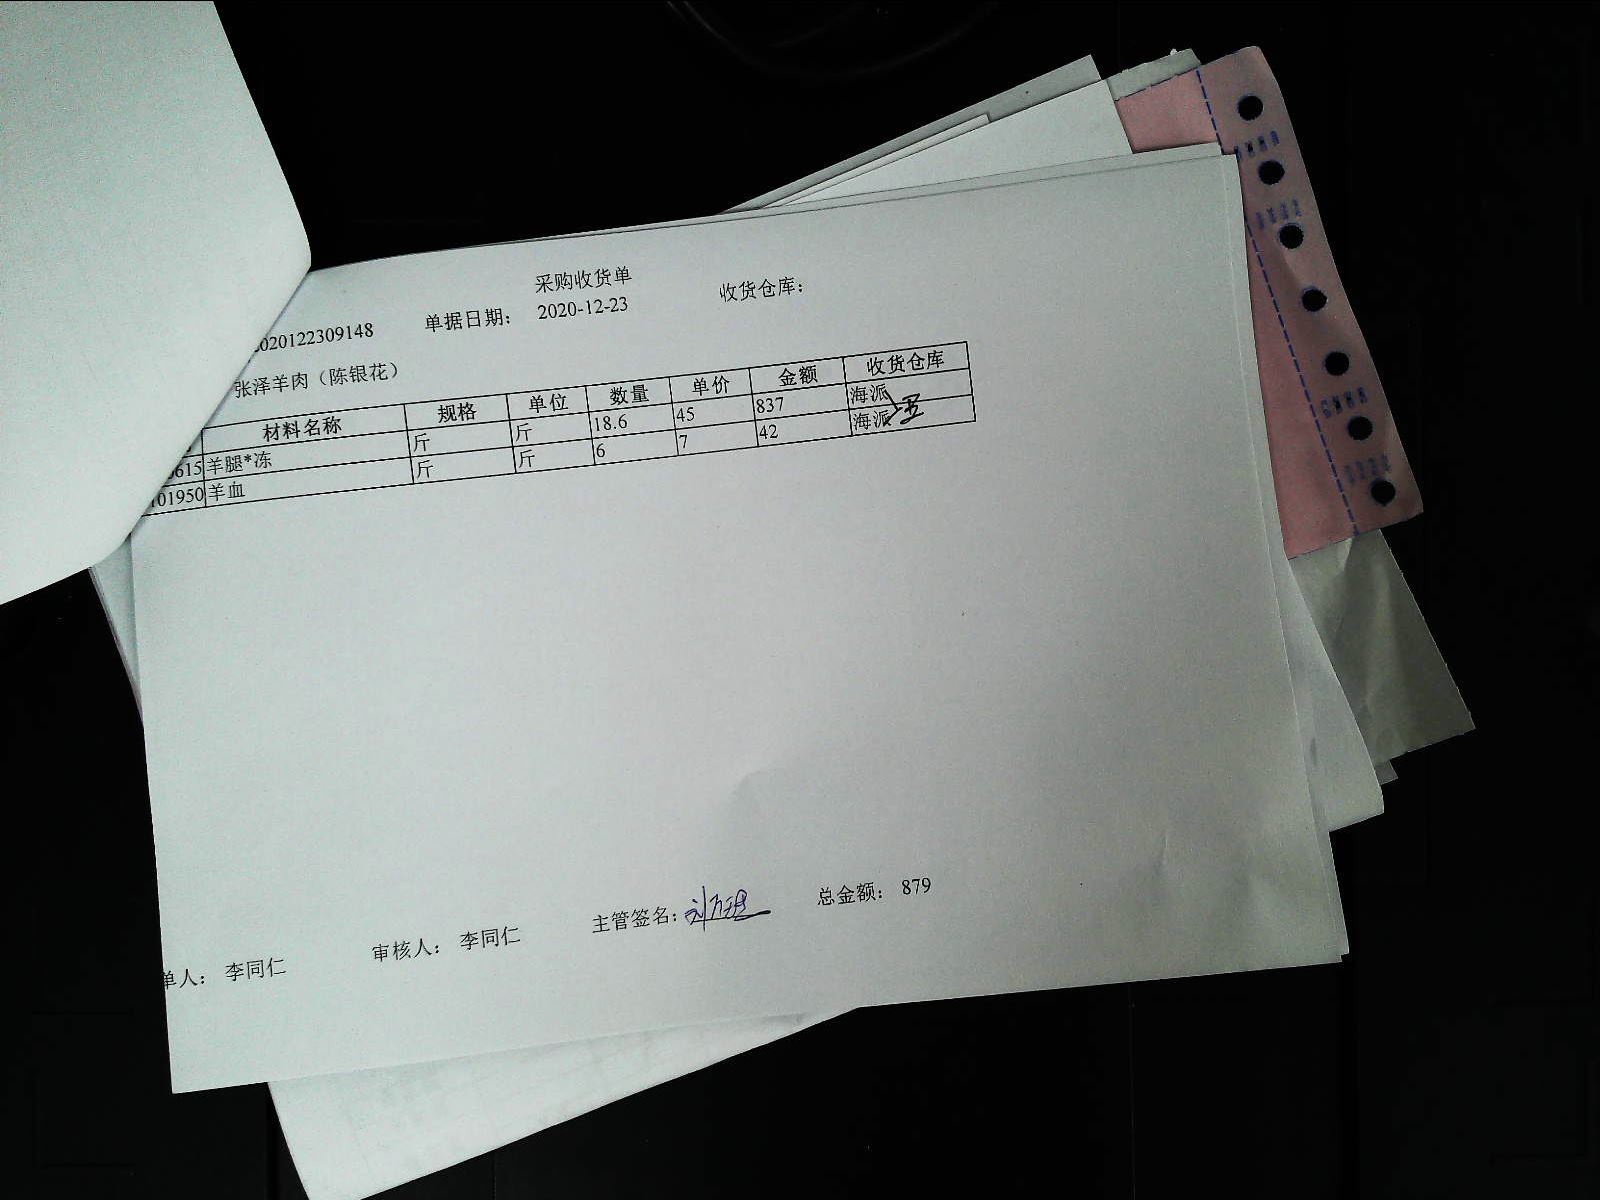 采购收货单
2020122309148 单据日期： 2020-12-23 收货仓库：
张泽羊肉（陈银花）
材料名称 规格 单位 数量 单价 金额 收货仓库
615 羊腿*冻 斤 斤 18.6 45 837 海派
01950 羊血 斤 斤 6 7 42 海派
单人： 李同仁 审核人： 李同仁 主管签名： 总金额： 879